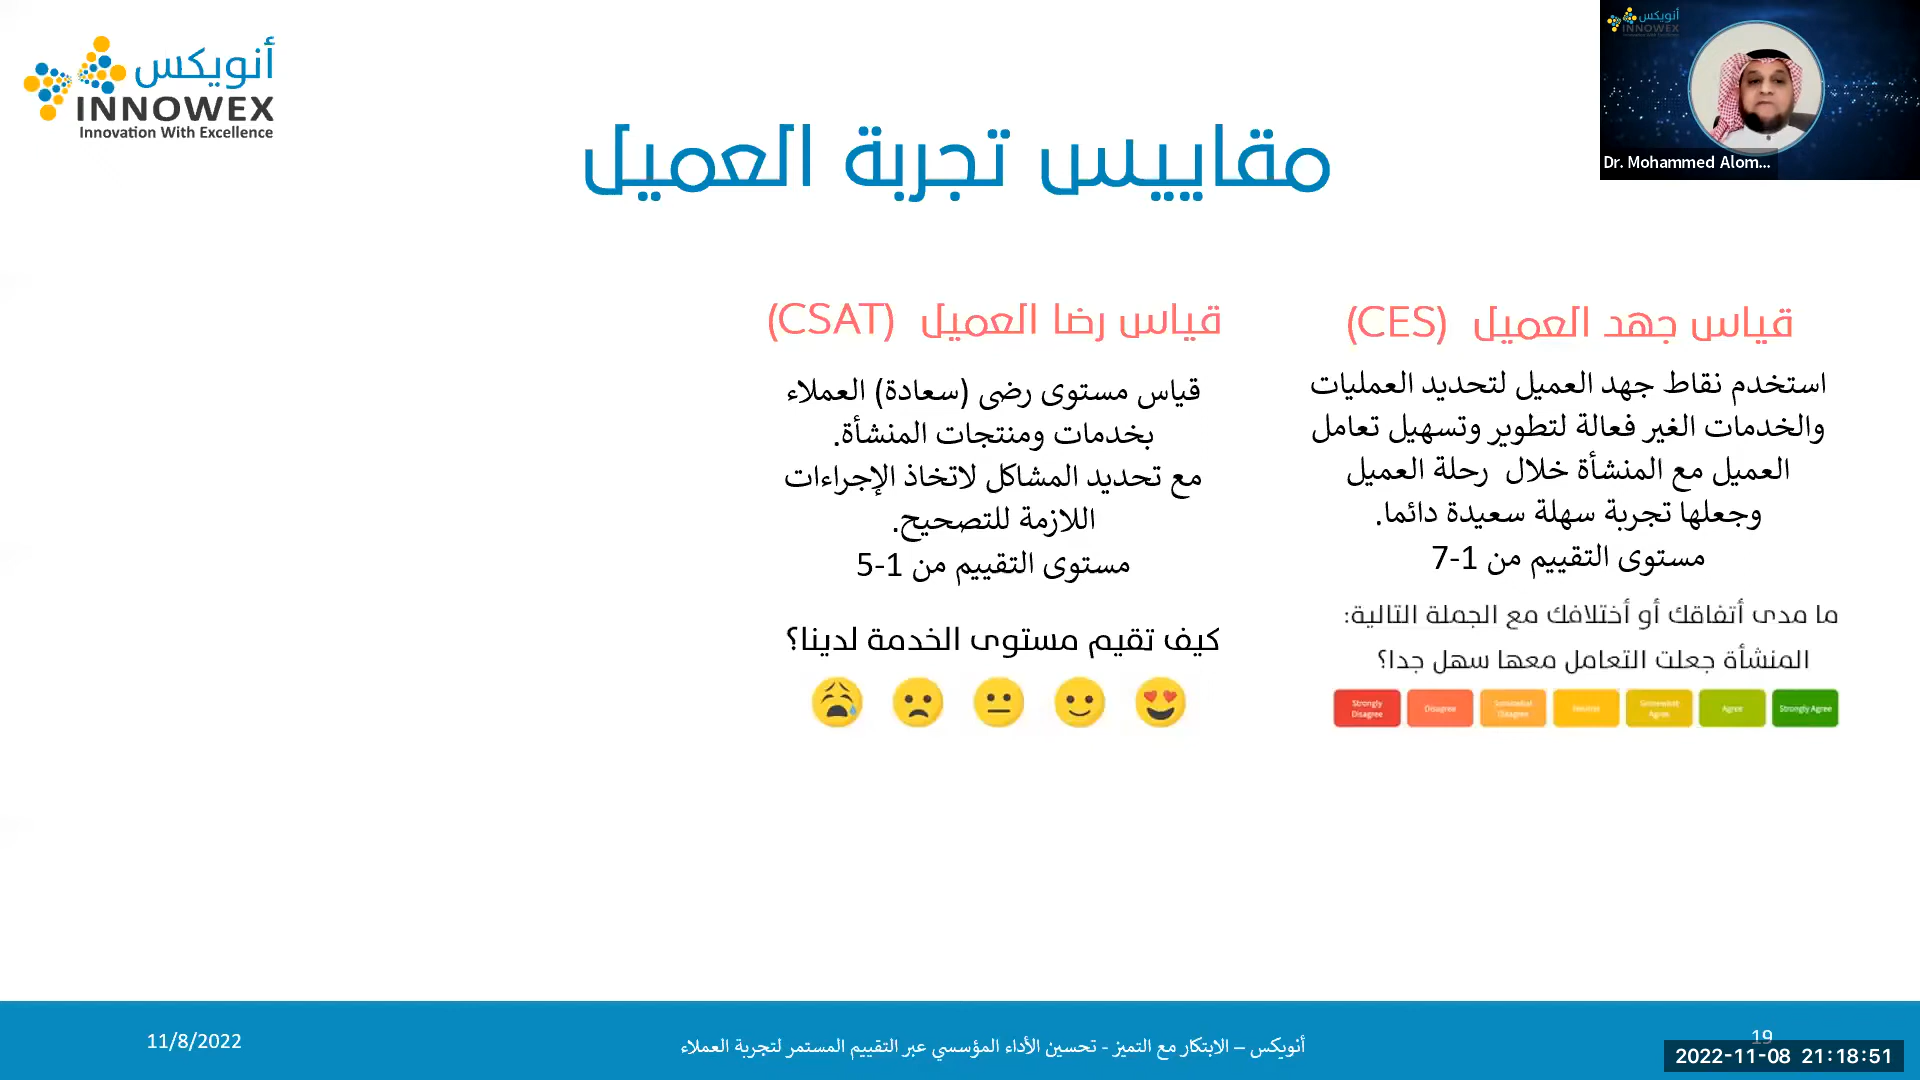 أنويكس
INNOWEX
Innovation With Excellence
أنويكس
INNOWEX
Dr. Mohammed Alom...
مقاييس تجربة العميل
قياس جهد العميل (CES)
استخدم نقاط جهد العميل لتحديد العمليات
والخدمات الغير فعالة لتطوير وتسهيل تعامل
العميل مع المنشأة خلال رحلة العميل
وجعلها تجربة سهلة سعيدة دائما.
مستوى التقييم من 1-7
ما مدى أتفاقك أو أختلافك مع الجملة التالية:
المنشأة جعلت التعامل معها سهل جدا؟
Strongly Disagree
Disagree
Somewhat Disagree
Neutral
Somewhat Agree
Agree
Strongly Agree
قياس رضا العميل (CSAT)
قياس مستوى رضى (سعادة) العملاء
بخدمات ومنتجات المنشأة.
مع تحديد المشاكل لاتخاذ الإجراءات
اللازمة للتصحيح.
مستوى التقييم من 1-5
كيف تقيم مستوى الخدمة لدينا؟
11/8/2022
أنويكس – الابتكار مع التميز - تحسين الأداء المؤسسي عبر التقييم المستمر لتجربة العملاء
19
2022-11-08 21:18:51